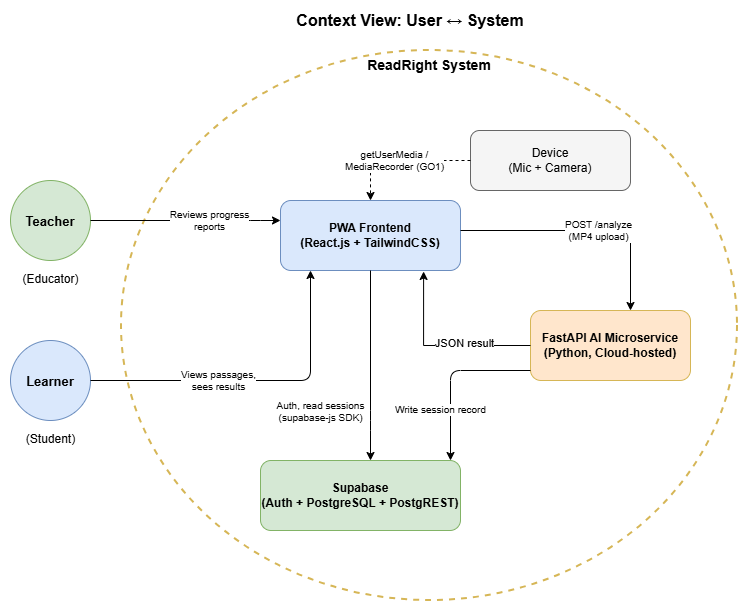 Context View: User ↔ System
ReadRight System
getUserMedia /
MediaRecorder (GO1)
Device
(Mic + Camera)
Teacher
(Educator)
Reviews progress
reports
PWA Frontend
(React.js + TailwindCSS)
POST /analyze
(MP4 upload)
FastAPI AI Microservice
(Python, Cloud-hosted)
JSON result
Learner
(Student)
Views passages,
sees results
Auth, read sessions
(supabase-js SDK)
Write session record
Supabase
(Auth + PostgreSQL + PostgREST)